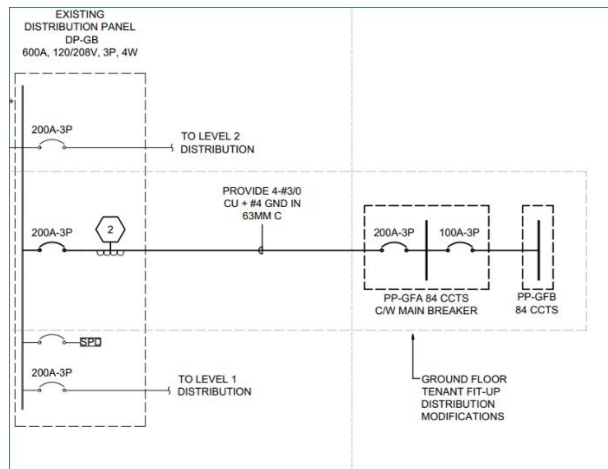 EXISTING
DISTRIBUTION PANEL
DP-GB
600A, 120/208V, 3P, 4W
200A-3P
TO LEVEL 2
DISTRIBUTION
PROVIDE 4-#3/0
CU + #4 GND IN
63MM C
200A-3P
2
200A-3P
100A-3P
PP-GFA 84 CCTS
C/W MAIN BREAKER
PP-GFB
84 CCTS
SPD
200A-3P
TO LEVEL 1
DISTRIBUTION
GROUND FLOOR
TENANT FIT-UP
DISTRIBUTION
MODIFICATIONS